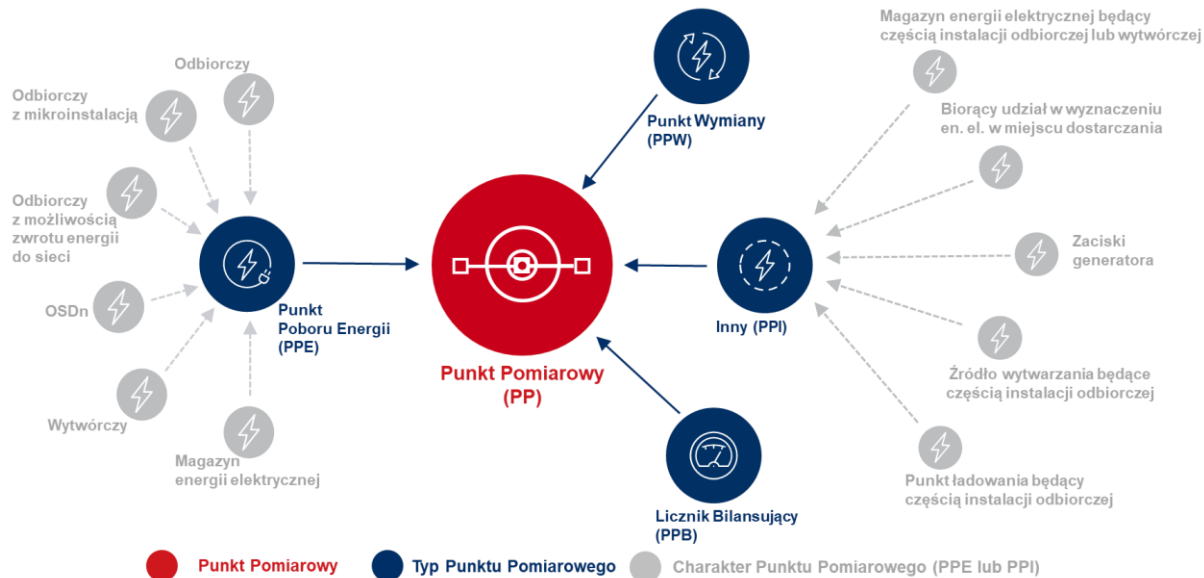 Magazyn energii elektrycznej będący
częścią instalacji odbiorczej lub wytwórczej
Odbiorczy
Odbiorczy
z mikroinstalacją
Punkt Wymiany
(PPW)
Biorący udział w wyznaczeniu
en. el. w miejscu dostarczania
Odbiorczy
z możliwością
zwrotu energii
do sieci
Zaciski
generatora
OSDn
Punkt
Poboru Energii
(PPE)
Inny (PPI)
Punkt Pomiarowy
(PP)
Źródło wytwarzania będące
częścią instalacji odbiorczej
Wytwórczy
Magazyn
energii elektrycznej
Punkt ładowania będący
częścią instalacji odbiorczej
Licznik Bilansujący
(PPB)
Punkt Pomiarowy
Typ Punktu Pomiarowego
Charakter Punktu Pomiarowego (PPE lub PPI)